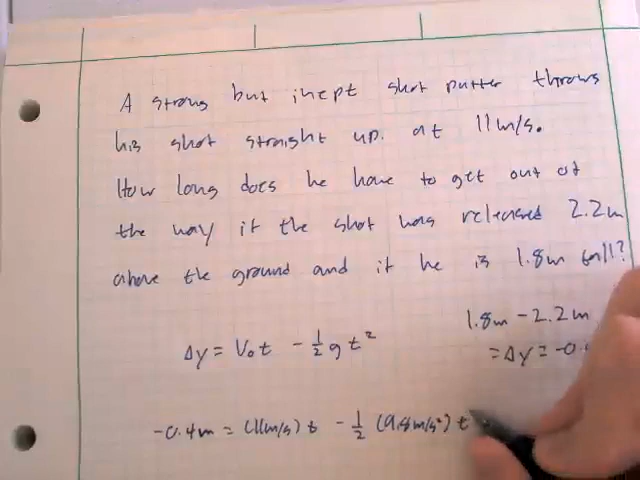 A strong but inept shot putter throws
his shot straight up. at 11m/s.
How long does he have to get out of
the way if the shot was released 2.2m
above the ground and if he is 1.8m tall?
1.8m - 2.2m
Δy = V₀t - ½gt²
= Δy = -0.
-0.4m = (11m/s) t - ½ (9.8m/s²) t